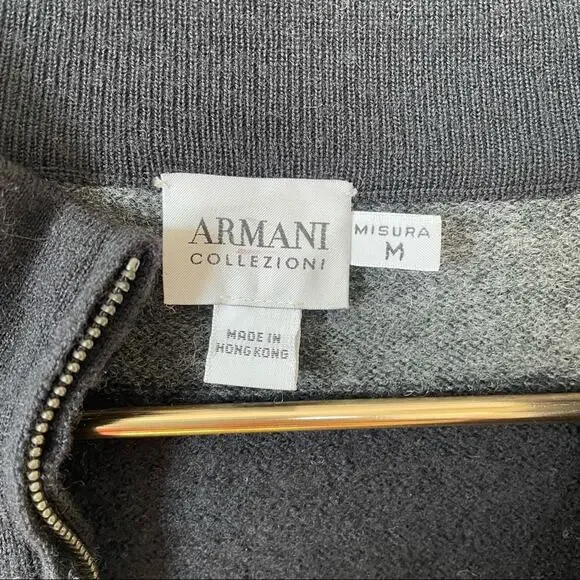 ARMANI
COLLEZIONI
MISURA
M
MADE IN
HONG KONG